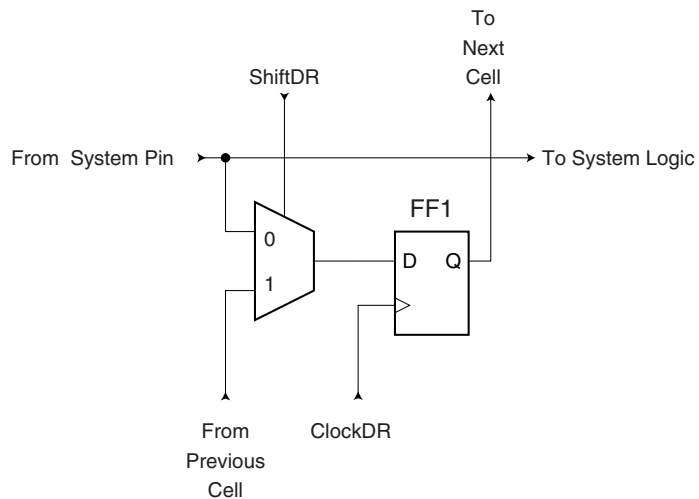 To
Next
Cell
ShiftDR
From System Pin
To System Logic
FF1
0
D Q
1
From
Previous
Cell
ClockDR